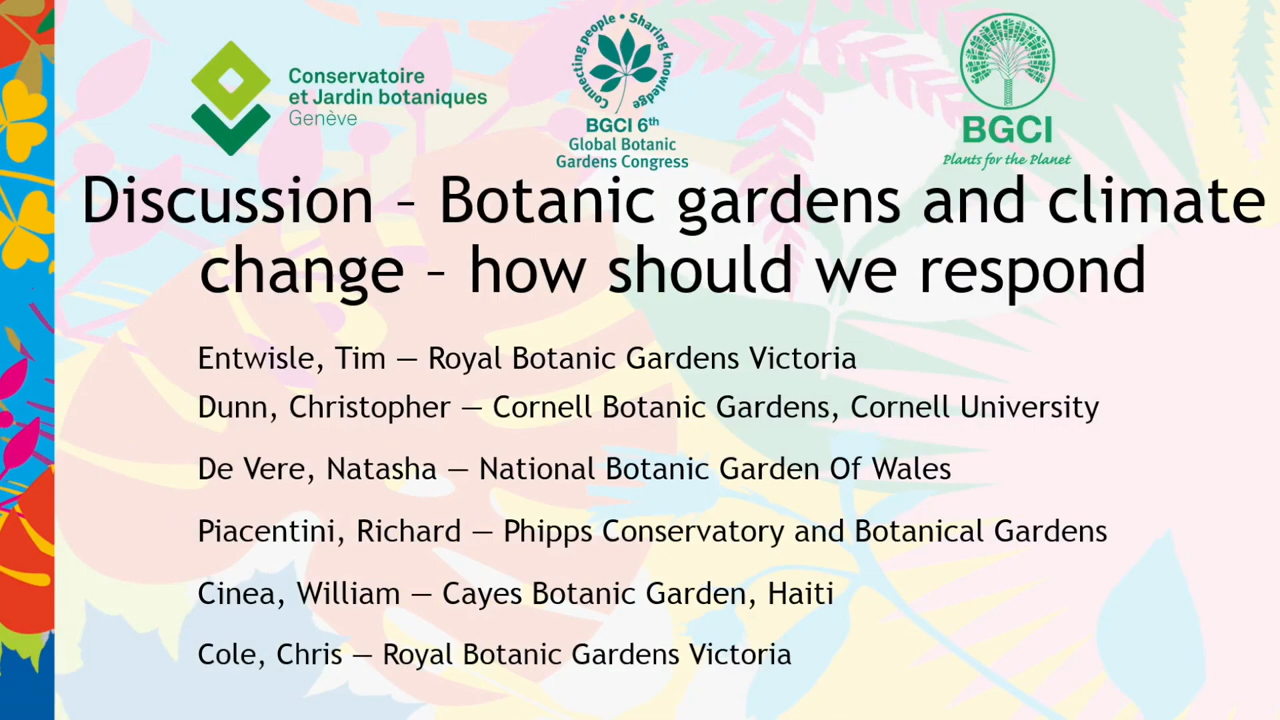 Conservatoire
et Jardin botaniques
Genève
Connecting people • Sharing knowledge
BGCI 6th
Global Botanic
Gardens Congress
BGCI
Plants for the Planet
Discussion – Botanic gardens and climate
change – how should we respond
Entwisle, Tim — Royal Botanic Gardens Victoria
Dunn, Christopher — Cornell Botanic Gardens, Cornell University
De Vere, Natasha — National Botanic Garden Of Wales
Piacentini, Richard — Phipps Conservatory and Botanical Gardens
Cinea, William — Cayes Botanic Garden, Haiti
Cole, Chris — Royal Botanic Gardens Victoria